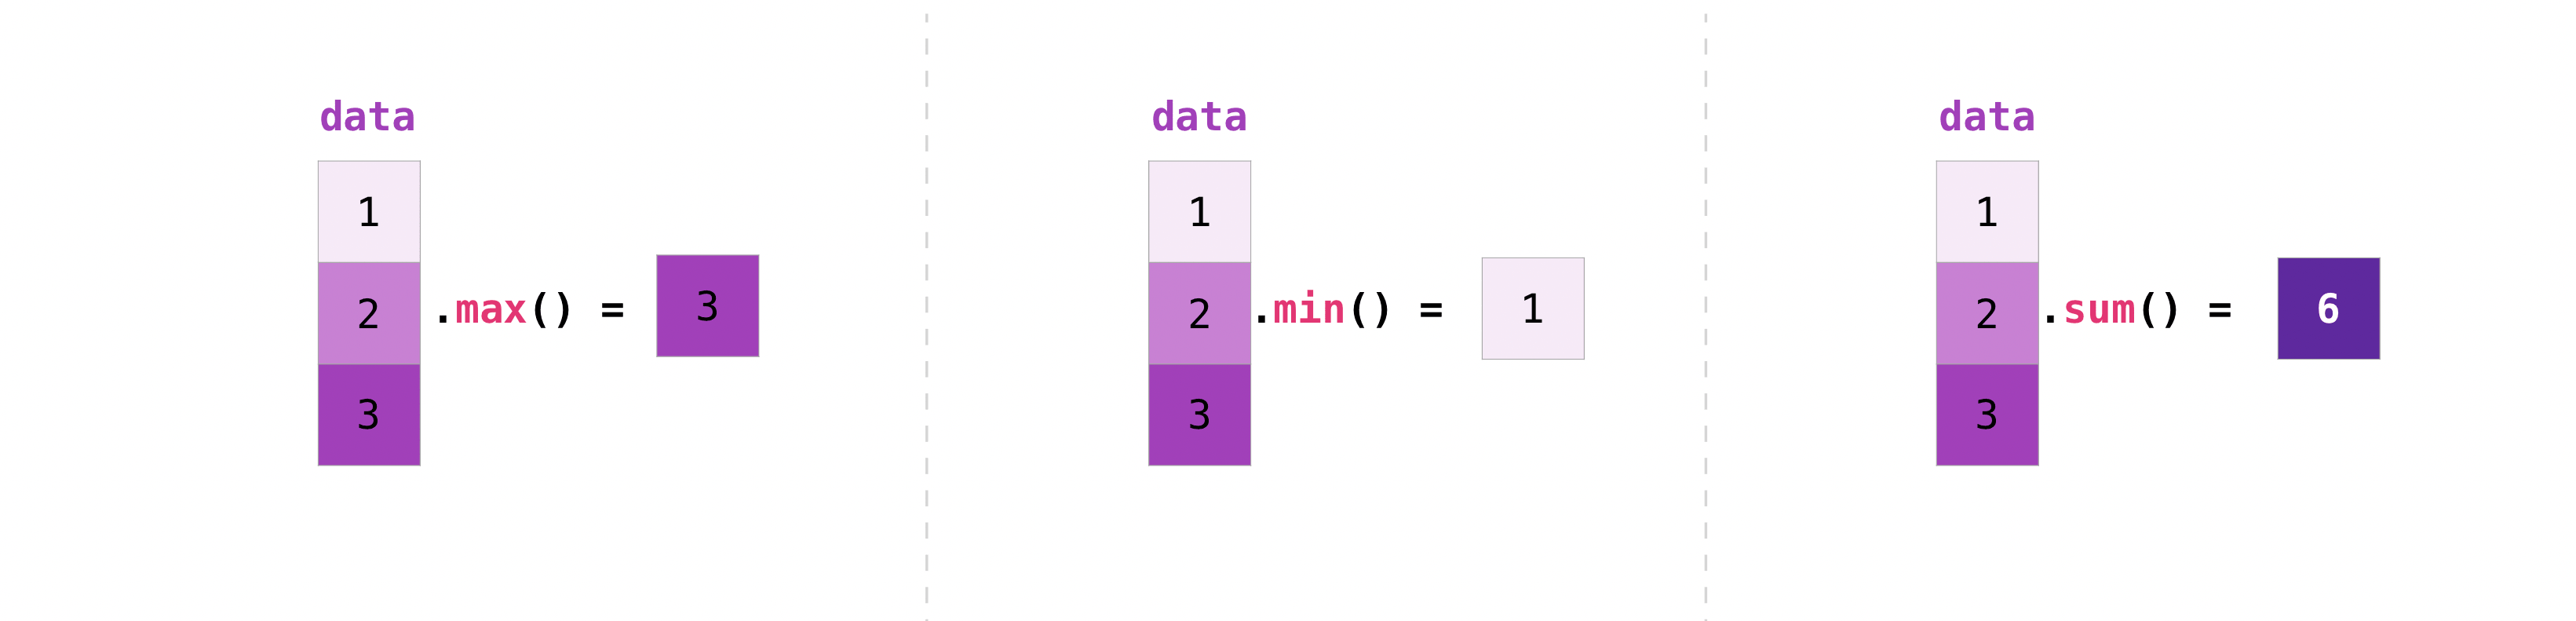 data
1
2
3
.max() =
3
data
1
2
3
.min() =
1
data
1
2
3
.sum() =
6